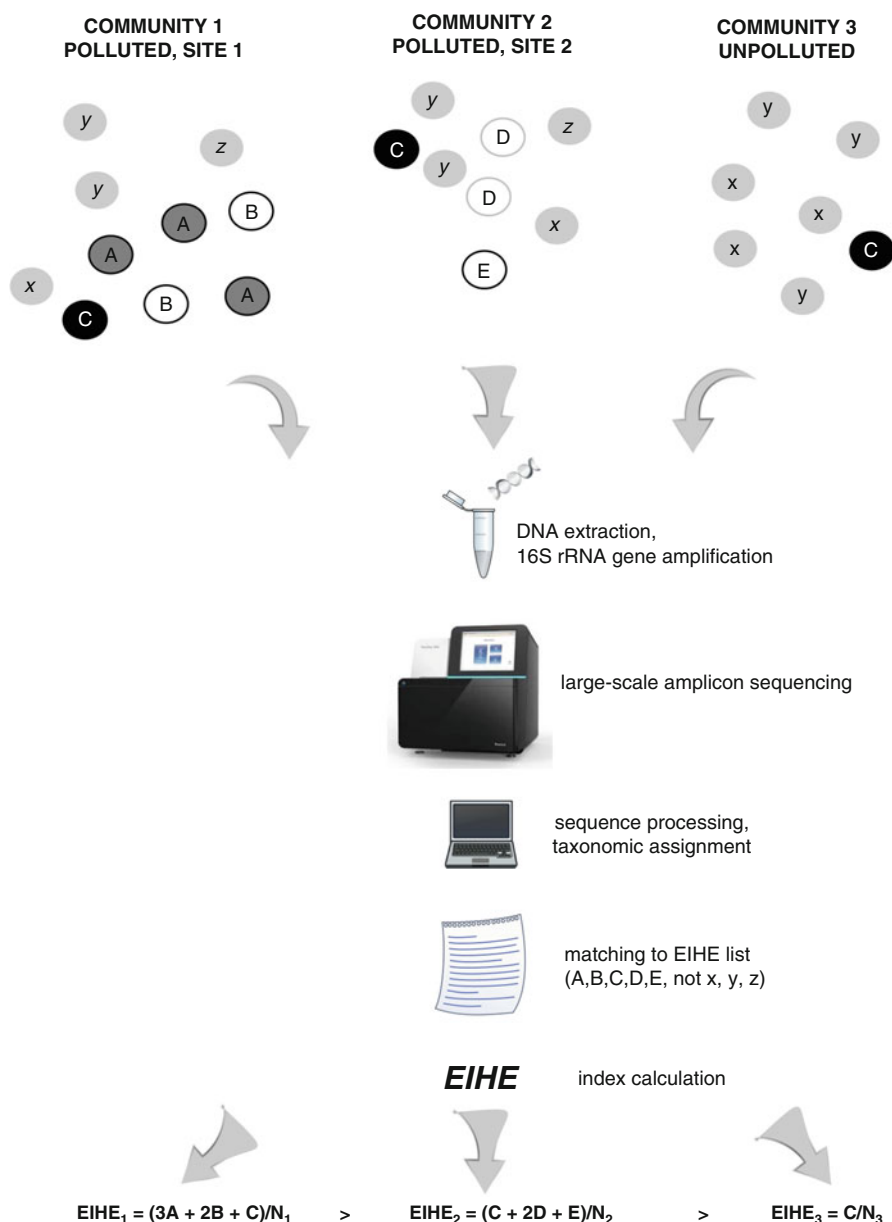 COMMUNITY 1
POLLUTED, SITE 1
COMMUNITY 2
POLLUTED, SITE 2
COMMUNITY 3
UNPOLLUTED
y
z
y
A
B
A
x
B
A
C
y
D
z
C
y
D
x
E
y
y
x
x
x
C
y
DNA extraction,
16S rRNA gene amplification
large-scale amplicon sequencing
sequence processing,
taxonomic assignment
matching to EIHE list
(A,B,C,D,E, not x, y, z)
EIHE index calculation
EIHE₁ = (3A + 2B + C)/N₁ > EIHE₂ = (C + 2D + E)/N₂ > EIHE₃ = C/N₃